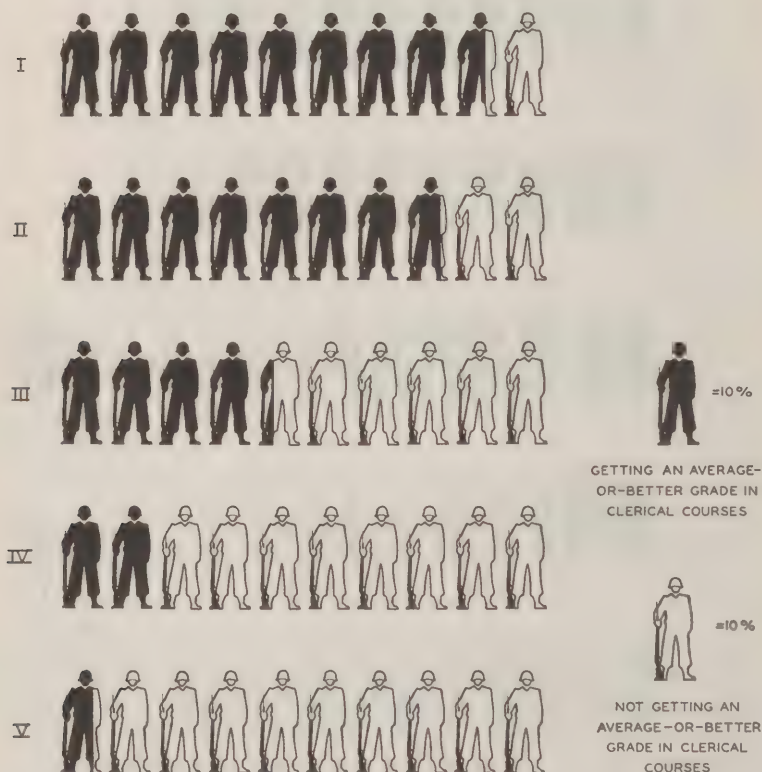 I
II
III
=10%
GETTING AN AVERAGE-
OR-BETTER GRADE IN
CLERICAL COURSES
IV
=10%
NOT GETTING AN
AVERAGE-OR-BETTER
GRADE IN CLERICAL
COURSES
V